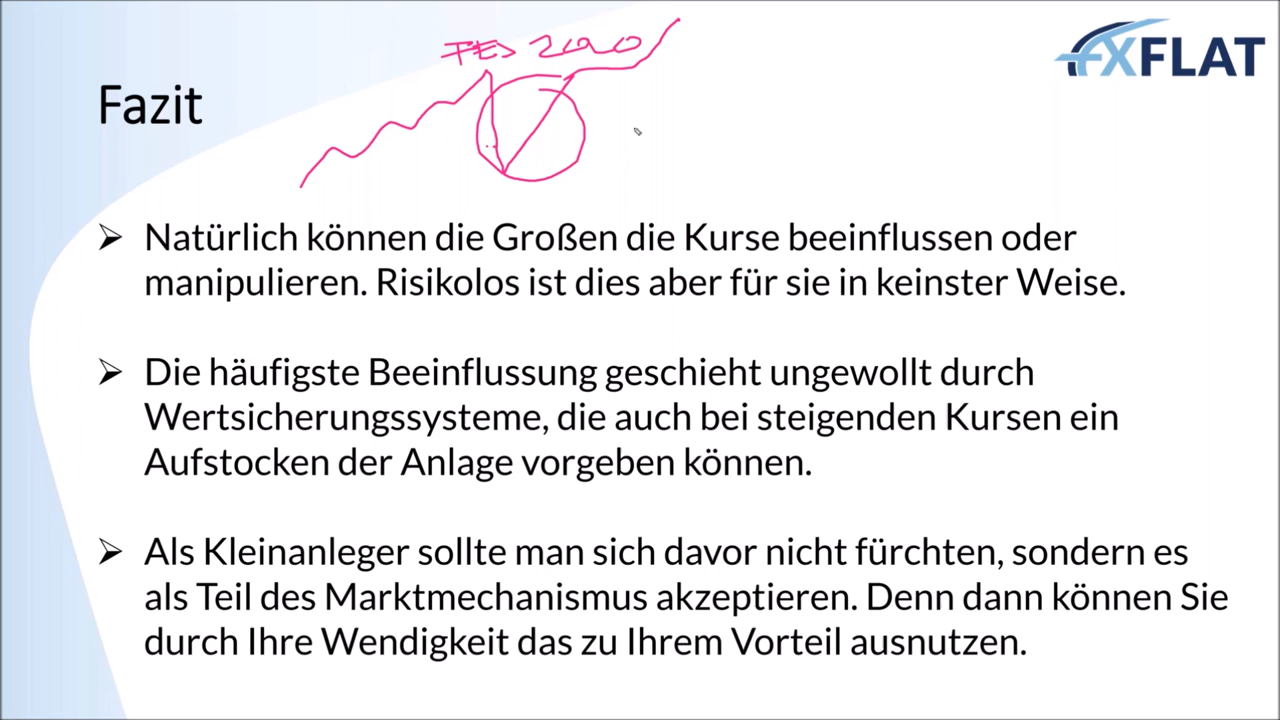 FEB 2020
FXFLAT
Fazit
➢ Natürlich können die Großen die Kurse beeinflussen oder
manipulieren. Risikolos ist dies aber für sie in keinster Weise.
➢ Die häufigste Beeinflussung geschieht ungewollt durch
Wertsicherungssysteme, die auch bei steigenden Kursen ein
Aufstocken der Anlage vorgeben können.
➢ Als Kleinanleger sollte man sich davor nicht fürchten, sondern es
als Teil des Marktmechanismus akzeptieren. Denn dann können Sie
durch Ihre Wendigkeit das zu Ihrem Vorteil ausnutzen.